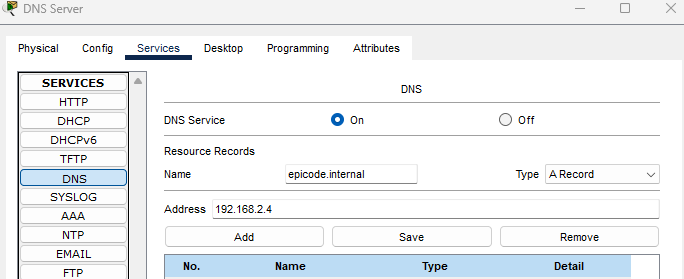 DNS Server
Physical Config Services Desktop Programming Attributes
SERVICES
HTTP
DHCP
DHCPv6
TFTP
DNS
SYSLOG
AAA
NTP
EMAIL
FTP
DNS
DNS Service On Off
Resource Records
Name epicode.internal Type A Record
Address 192.168.2.4
Add Save Remove
No. Name Type Detail